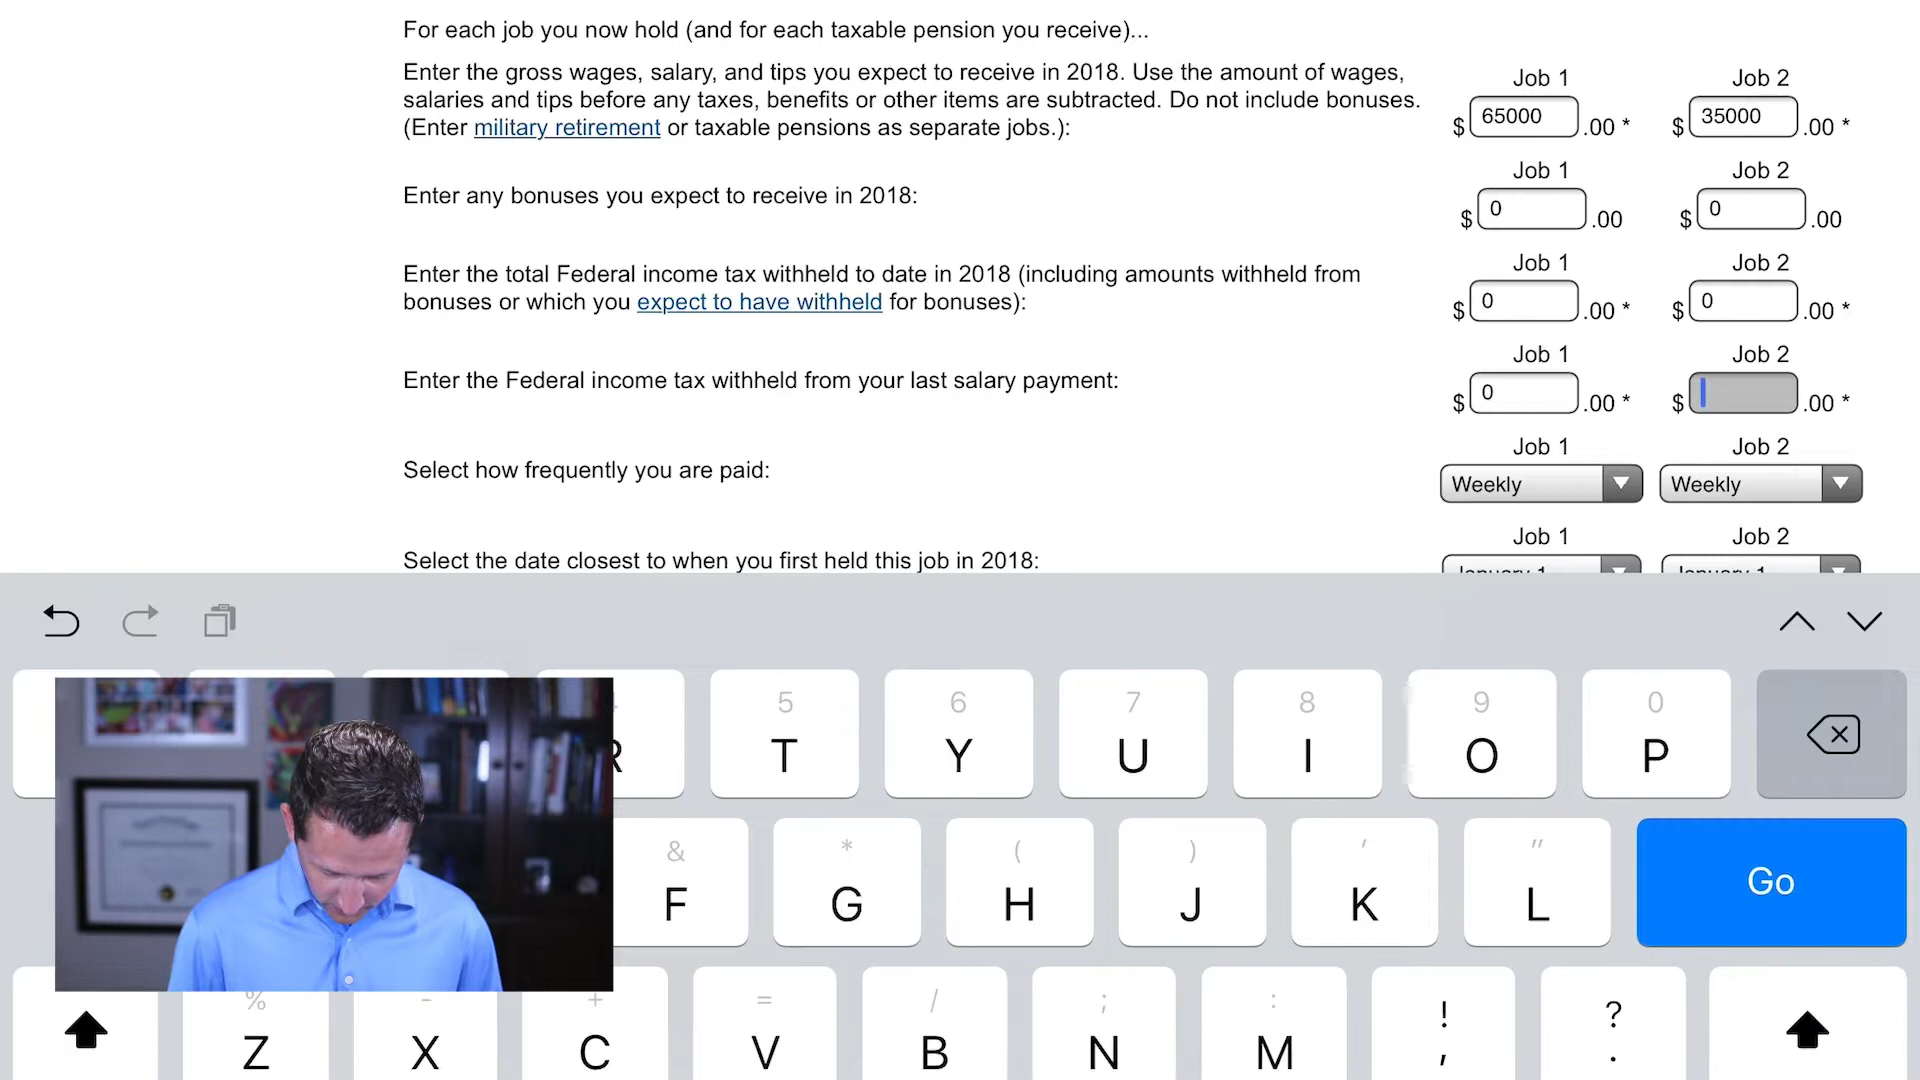 For each job you now hold (and for each taxable pension you receive)...
Enter the gross wages, salary, and tips you expect to receive in 2018. Use the amount of wages,
salaries and tips before any taxes, benefits or other items are subtracted. Do not include bonuses.
(Enter military retirement or taxable pensions as separate jobs.):
Job 1 Job 2
$ 65000 .00 * $ 35000 .00 *
Enter any bonuses you expect to receive in 2018:
Job 1 Job 2
$ 0 .00 $ 0 .00
Enter the total Federal income tax withheld to date in 2018 (including amounts withheld from
bonuses or which you expect to have withheld for bonuses):
Job 1 Job 2
$ 0 .00 * $ 0 .00 *
Enter the Federal income tax withheld from your last salary payment:
Job 1 Job 2
$ 0 .00 * $ .00 *
Select how frequently you are paid:
Job 1 Job 2
Weekly Weekly
Select the date closest to when you first held this job in 2018:
Job 1 Job 2
January 1 January 1
5 6 7 8 9 0
R T Y U I O P
& * ( ) ' "
F G H J K L Go
% - + = / ; : ! ?
Z X C V B N M , .